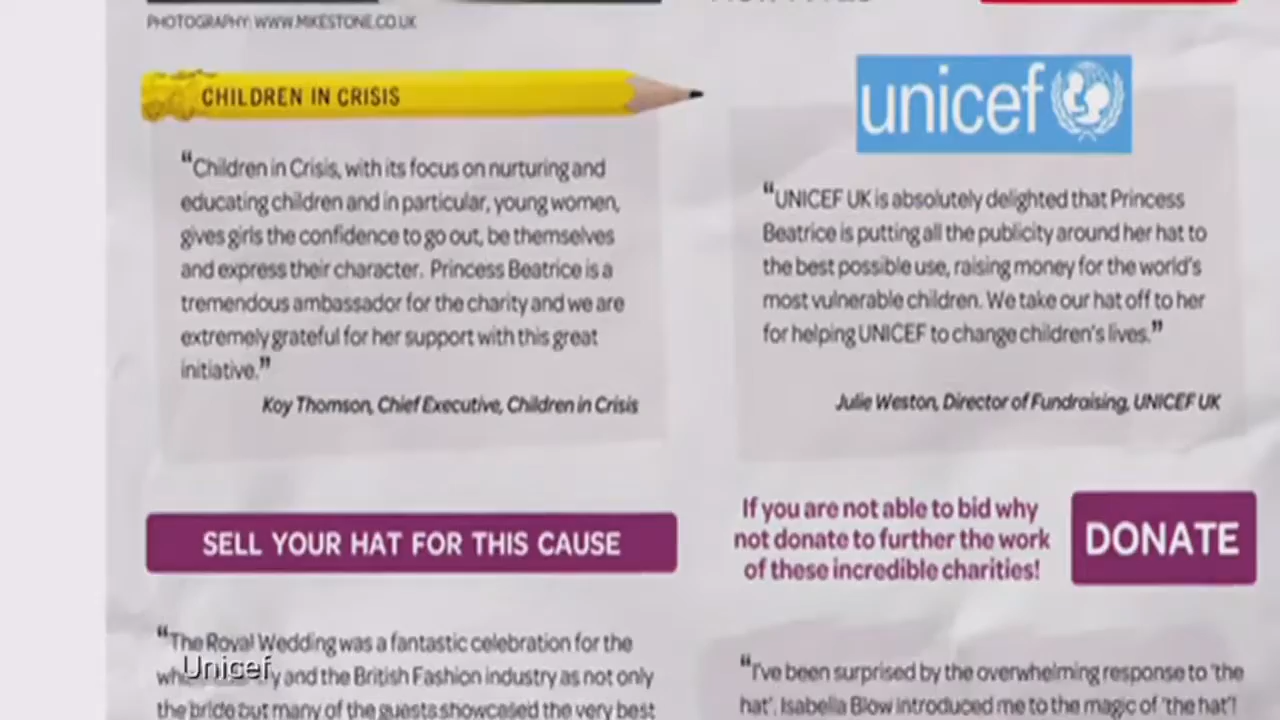 PHOTOGRAPHY: WWW.MIKESTONE.CO.UK
CHILDREN IN CRISIS
"Children in Crisis, with its focus on nurturing and
educating children and in particular, young women,
gives girls the confidence to go out, be themselves
and express their character. Princess Beatrice is a
tremendous ambassador for the charity and we are
extremely grateful for her support with this great
initiative."
Koy Thomson, Chief Executive, Children in Crisis
unicef
"UNICEF UK is absolutely delighted that Princess
Beatrice is putting all the publicity around her hat to
the best possible use, raising money for the world's
most vulnerable children. We take our hat off to her
for helping UNICEF to change children's lives."
Julie Weston, Director of Fundraising, UNICEF UK
SELL YOUR HAT FOR THIS CAUSE
If you are not able to bid why
not donate to further the work
of these incredible charities!
DONATE
"The Royal Wedding was a fantastic celebration for the
and the British Fashion industry as not only
the bride but many of the guests showcased the very best
Unicef
"I've been surprised by the overwhelming response to 'the
hat'. Isabella Blow introduced me to the magic of 'the hat'!